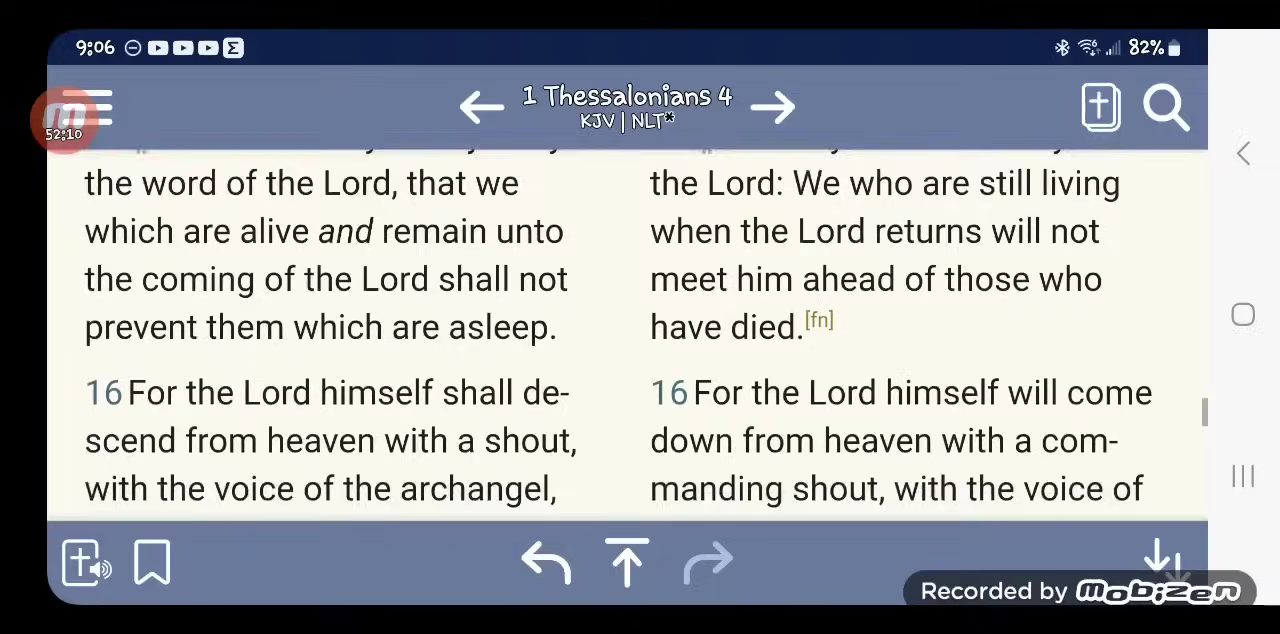 9:06 Σ 82%
1 Thessalonians 4
KJV | NLT*
M
52:10
the word of the Lord, that we
which are alive and remain unto
the coming of the Lord shall not
prevent them which are asleep.
16 For the Lord himself shall de-
scend from heaven with a shout,
with the voice of the archangel,
the Lord: We who are still living
when the Lord returns will not
meet him ahead of those who
have died.[fn]
16 For the Lord himself will come
down from heaven with a com-
manding shout, with the voice of
Recorded by mobizen